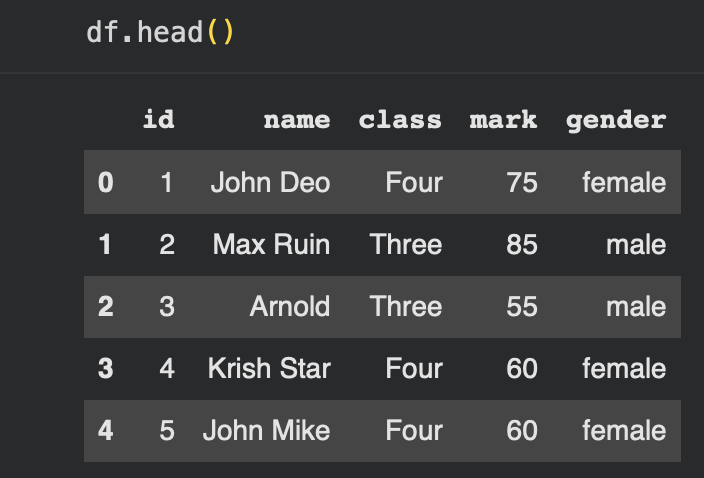 df.head()
id name class mark gender
0 1 John Deo Four 75 female
1 2 Max Ruin Three 85 male
2 3 Arnold Three 55 male
3 4 Krish Star Four 60 female
4 5 John Mike Four 60 female